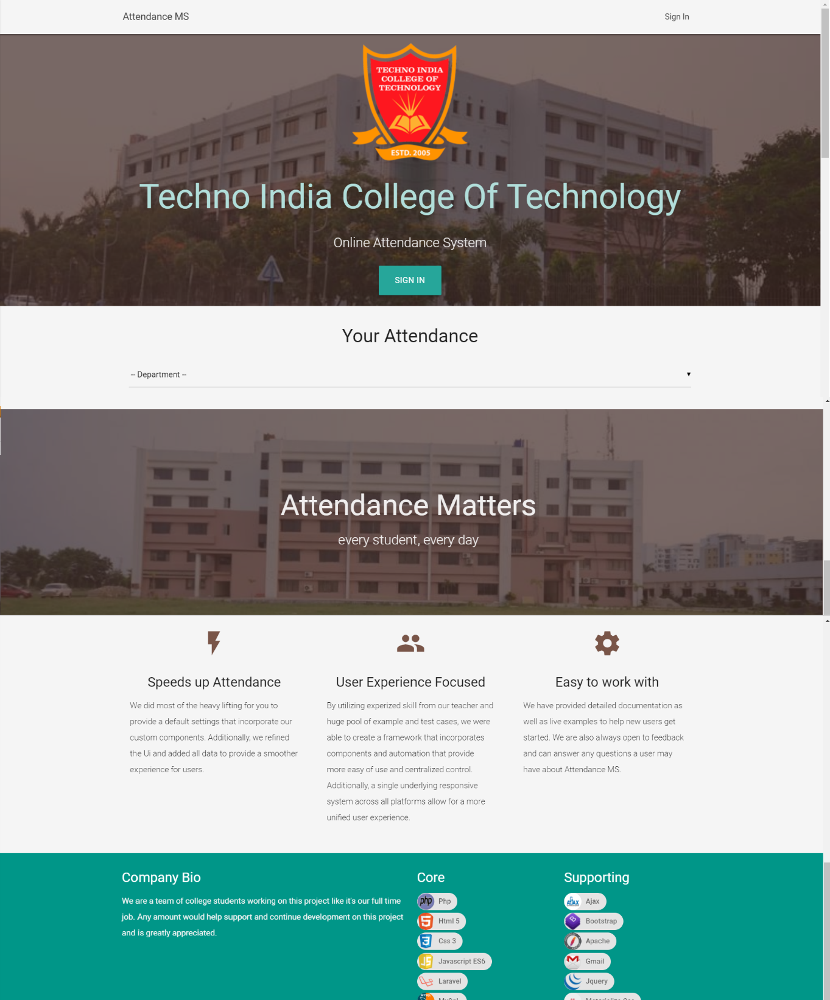 Attendance MS
Sign In
TECHNO INDIA
COLLEGE OF
TECHNOLOGY
ESTD. 2005
Techno India College Of Technology
Online Attendance System
SIGN IN
Your Attendance
-- Department --
Attendance Matters
every student, every day
Speeds up Attendance
We did most of the heavy lifting for you to
provide a default settings that incorporate our
custom components. Additionally, we refined
the Ui and added all data to provide a smoother
experience for users.
User Experience Focused
By utilizing experized skill from our teacher and
huge pool of example and test cases, we were
able to create a framework that incorporates
components and automation that provide
more easy of use and centralized control.
Additionally, a single underlying responsive
system across all platforms allow for a more
unified user experience.
Easy to work with
We have provided detailed documentation as
well as live examples to help new users get
started. We are also always open to feedback
and can answer any questions a user may
have about Attendance MS.
Company Bio
We are a team of college students working on this project like it's our full time
job. Any amount would help support and continue development on this project
and is greatly appreciated.
Core
php Php
5 Html 5
3 Css 3
JS Javascript ES6
Laravel
MySql
Supporting
AJAX Ajax
B Bootstrap
Apache
M Gmail
Jquery